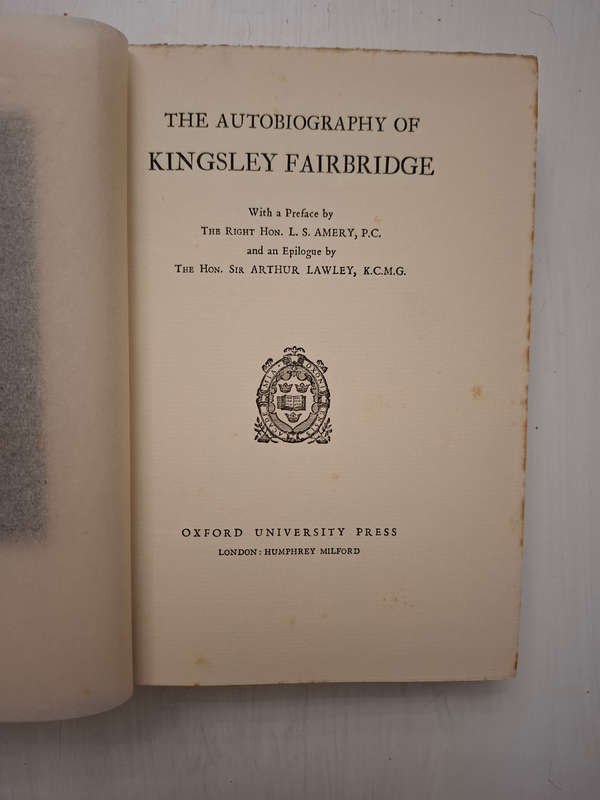 THE AUTOBIOGRAPHY OF
KINGSLEY FAIRBRIDGE
With a Preface by
THE RIGHT HON. L. S. AMERY, P.C.
and an Epilogue by
THE HON. SIR ARTHUR LAWLEY, K.C.M.G.
OXFORD UNIVERSITY PRESS
LONDON: HUMPHREY MILFORD